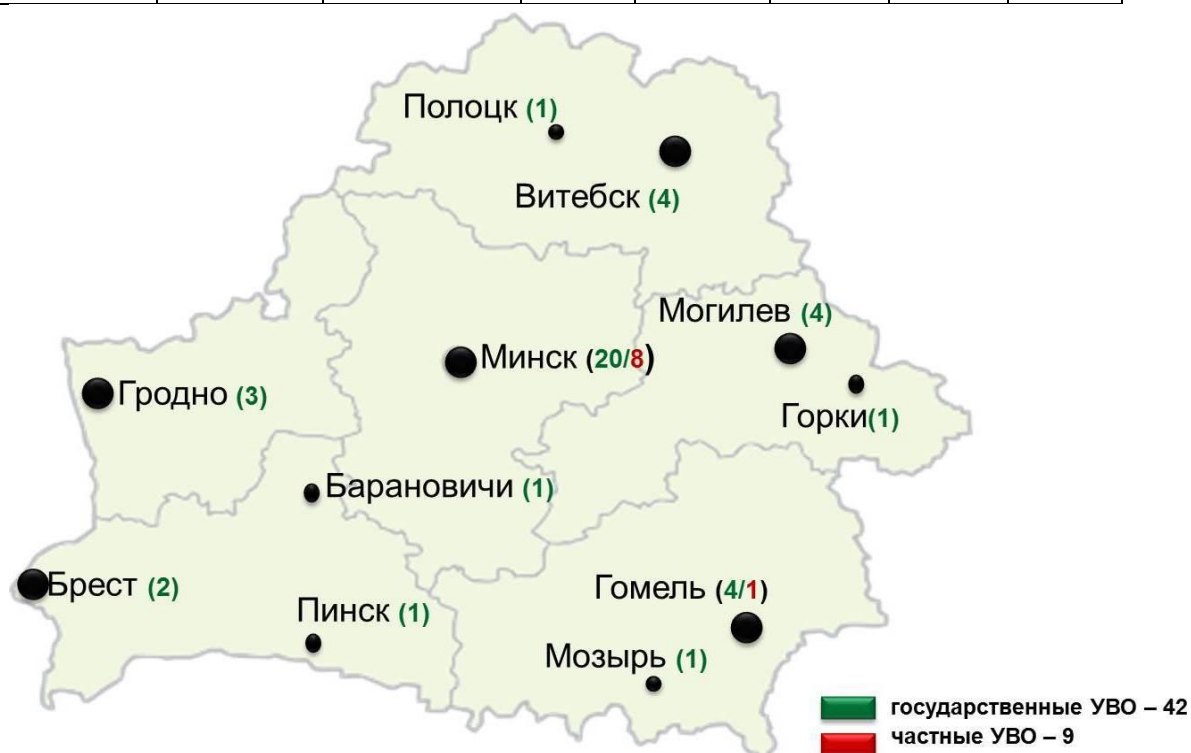 Полоцк (1)
Витебск (4)
Могилев (4)
Минск (20/8)
Гродно (3)
Горки(1)
Барановичи (1)
Брест (2)
Гомель (4/1)
Пинск (1)
Мозырь (1)
государственные УВО – 42
частные УВО – 9